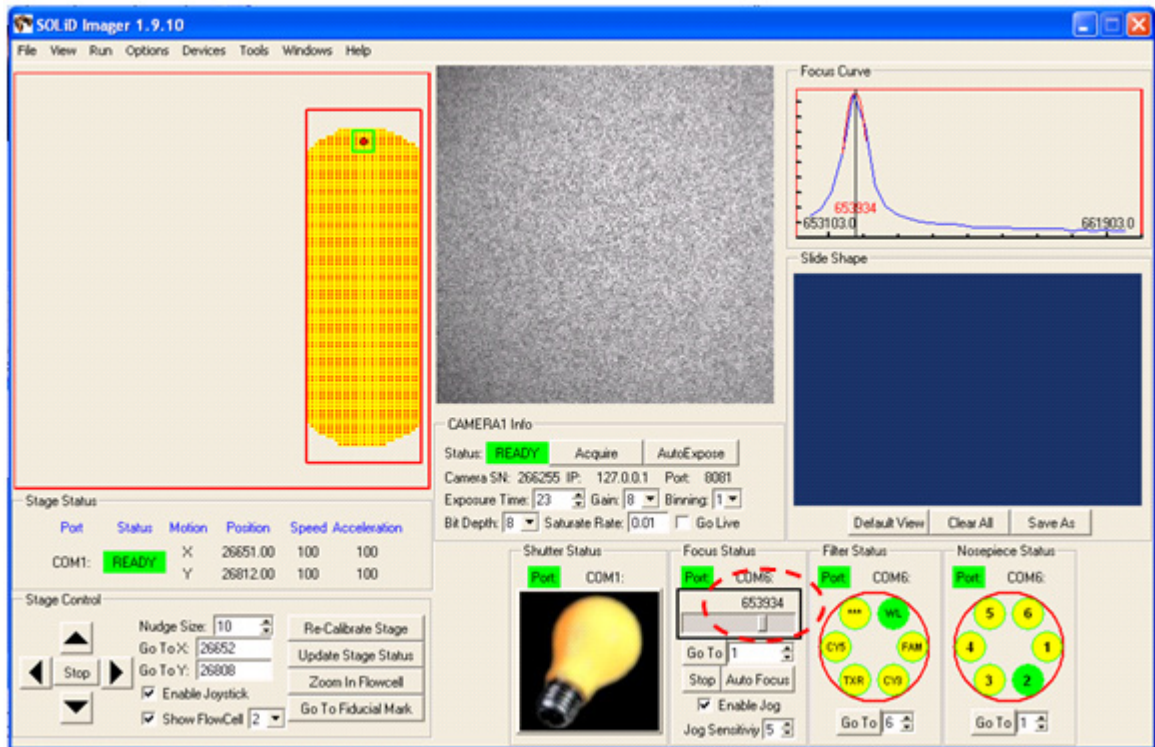 SOLiD Imager 1.9.10
File View Run Options Devices Tools Windows Help
Focus Curve
653934
653103.0 661903.0
Slide Shape
CAMERA1 Info
Status: READY Acquire AutoExpose
Camera SN: 266255 IP: 127.0.0.1 Port: 8081
Exposure Time: 23 Gain: 8 Binning: 1
Bit Depth: 8 Saturate Rate: 0.01 Go Live
Default View Clear All Save As
Stage Status
Port Status Motion Position Speed Acceleration
COM1: READY X 26651.00 100 100
Y 26812.00 100 100
Stage Control
Nudge Size: 10 Re-Calibrate Stage
Go To X: 26652 Update Stage Status
Stop Go To Y: 26808 Zoom In Flowcell
Enable Joystick Go To Fiducial Mark
Show FlowCell 2
Shutter Status
Port COM1:
Focus Status
Port COM6:
653934
Go To 1
Stop Auto Focus
Enable Jog
Jog Sensitiviy 5
Filter Status
Port COM6:
*** WL
CY5 FAM
TXR CY3
Go To 6
Nosepiece Status
Port COM6:
5 6
4 1
3 2
Go To 1